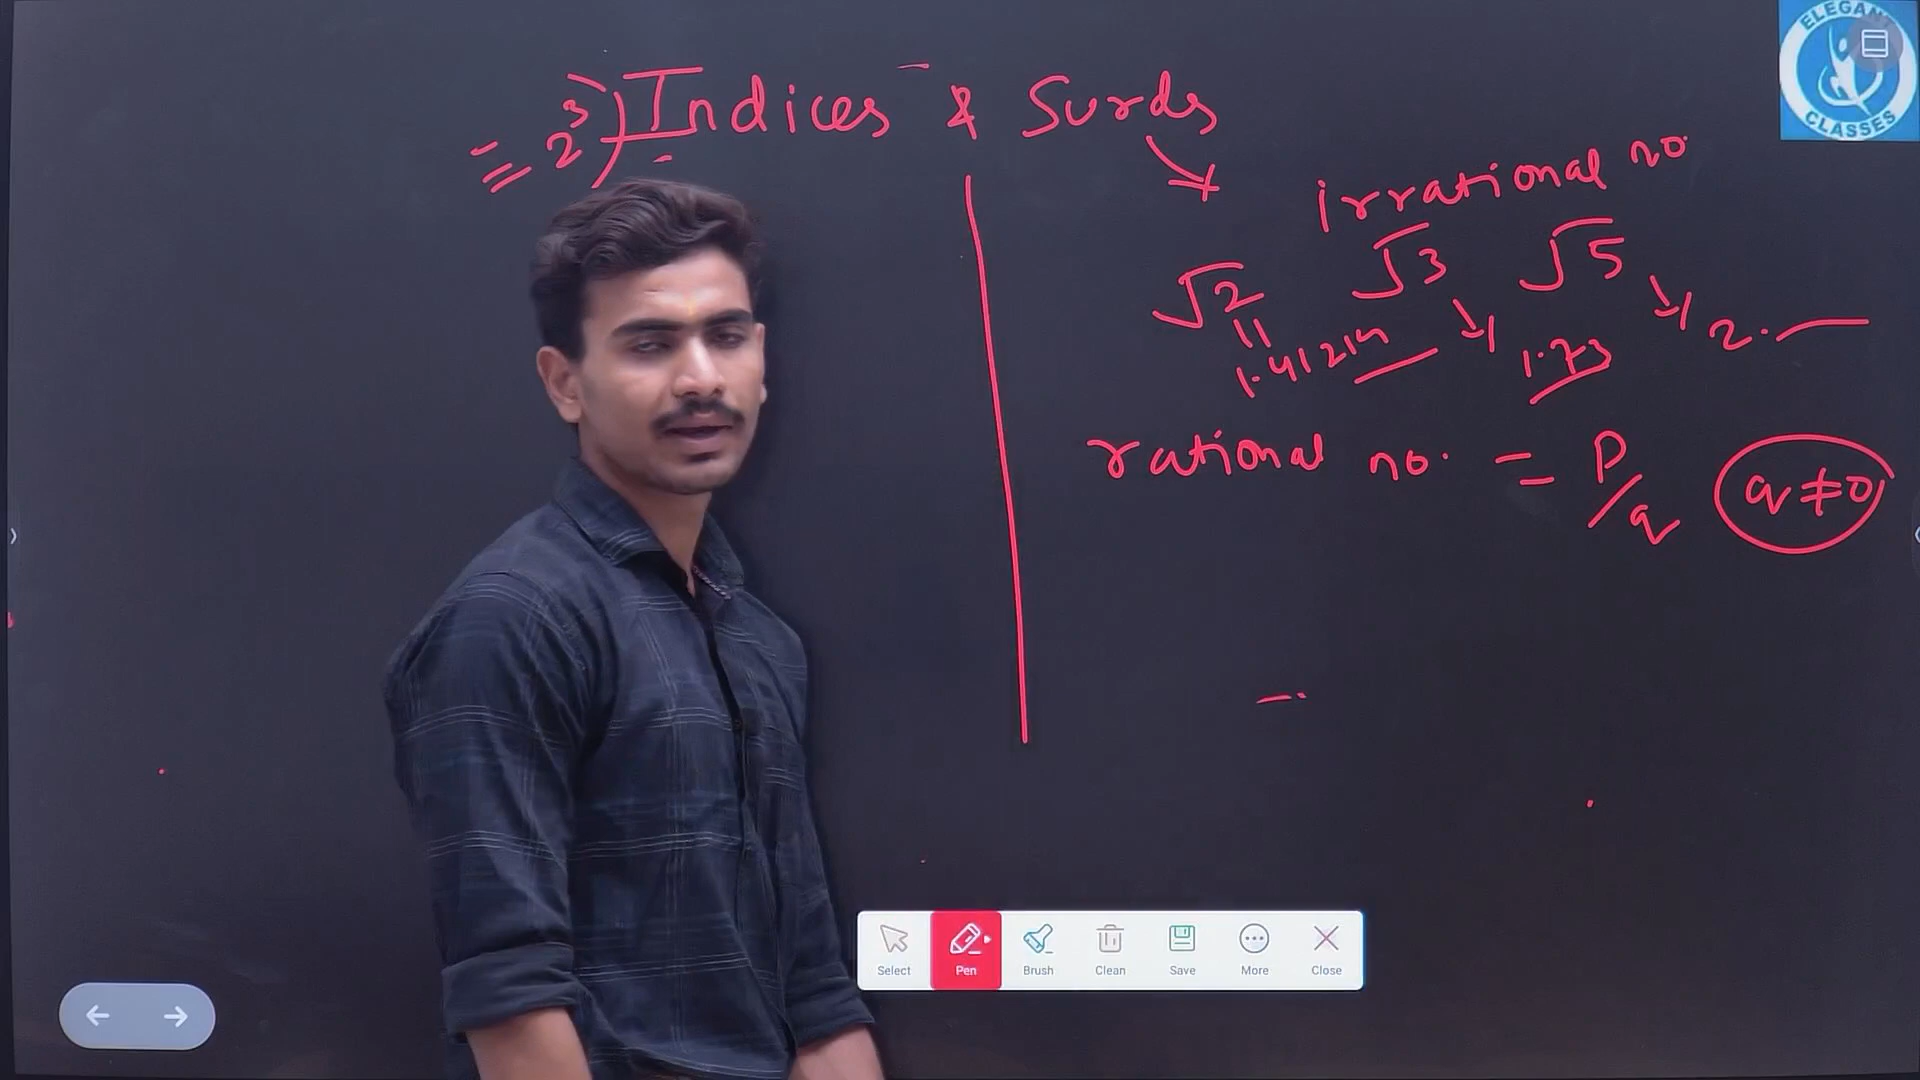 = 2³) Indices & Surds
irrational no.
√2 √3 √5
1.41214 1.73 2.
rational no. = P/q q≠0
ELEGANT
CLASSES
Select Pen Brush Clean Save More Close